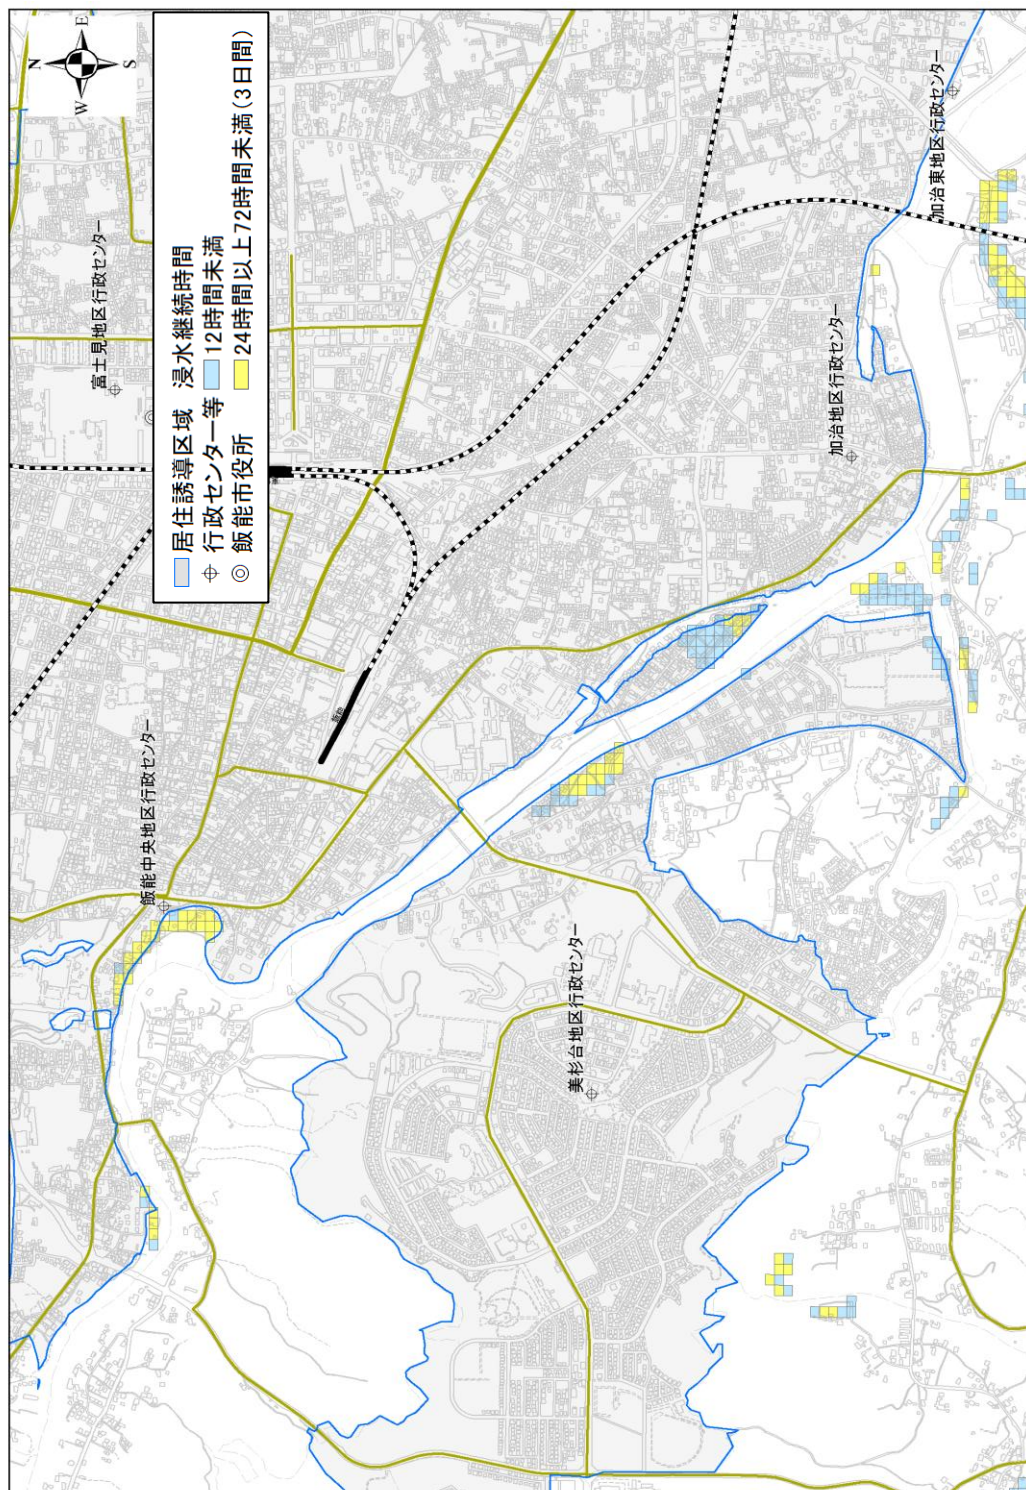 N
E
S
W
居住誘導区域 浸水継続時間
行政センター等 12時間未満
飯能市役所 24時間以上72時間未満(3日間)
富士見地区行政センター
加治東地区行政センター
加治地区行政センター
飯能中央地区行政センター
飯能
美杉台地区行政センター